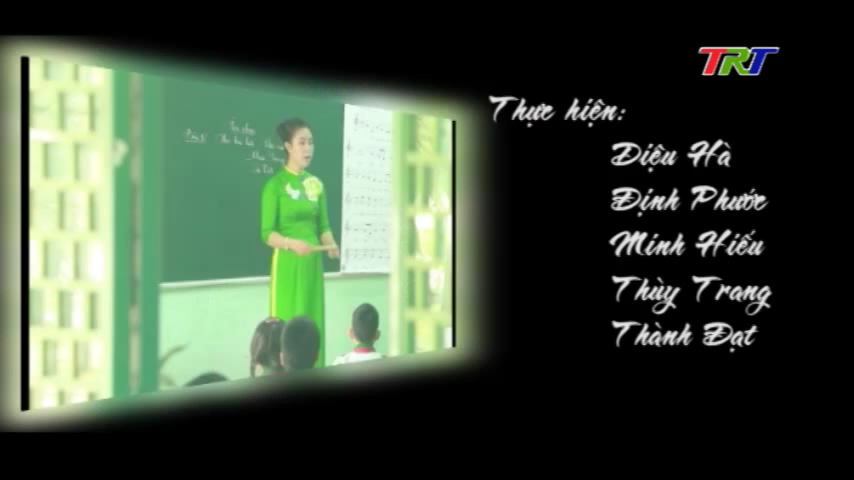 TRT
Thực hiện:
Diệu Hà
Định Phước
Minh Hiếu
Thùy Trang
Thành Đạt